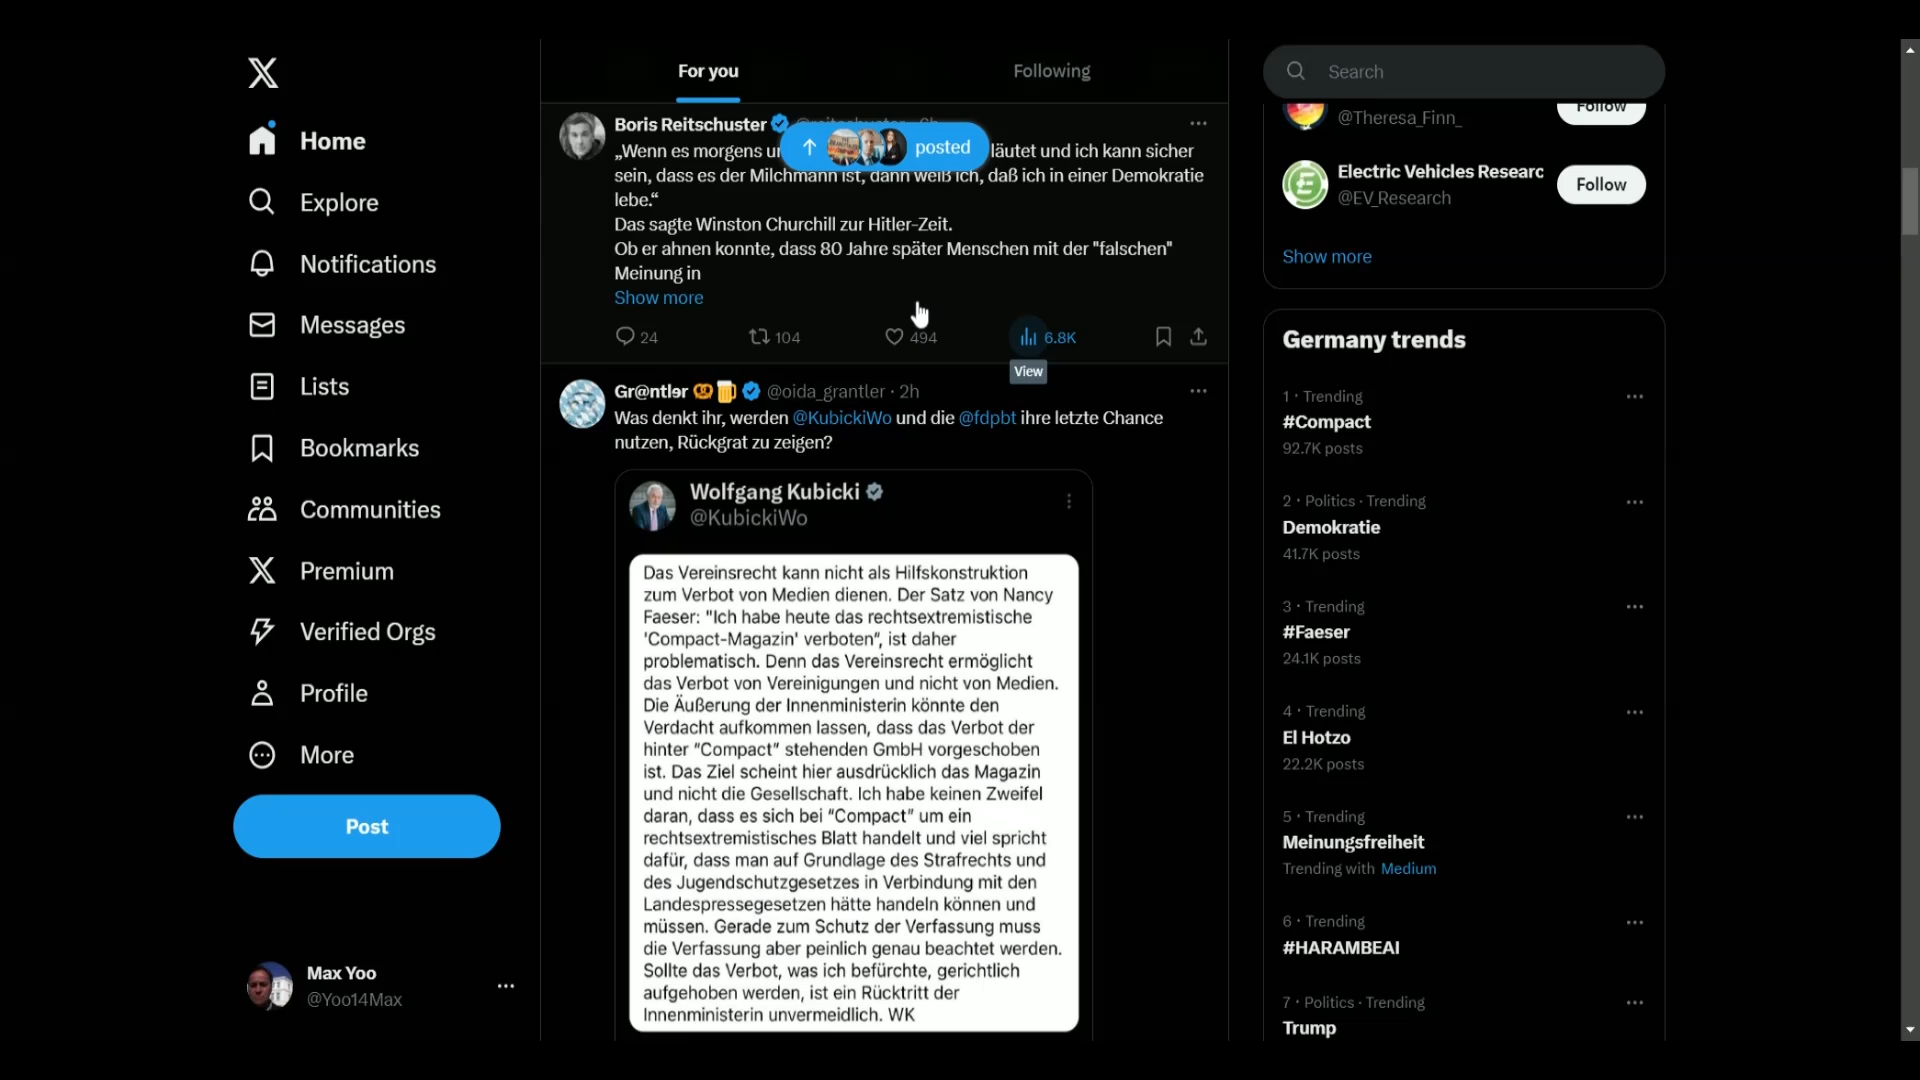 Home
Explore
Notifications
Messages
Lists
Bookmarks
Communities
Premium
Verified Orgs
Profile
More
Post
Max Yoo
@Yoo14Max
For you
Following
posted
Boris Reitschuster
„Wenn es morgens läutet und ich kann sicher
sein, dass es der Milchmann ist, dann weiß ich, daß ich in einer Demokratie
lebe.“
Das sagte Winston Churchill zur Hitler-Zeit.
Ob er ahnen konnte, dass 80 Jahre später Menschen mit der "falschen"
Meinung in
Show more
24
104
494
6.8K
View
Gr@ntler @oida_grantler · 2h
Was denkt ihr, werden @KubickiWo und die @fdpbt ihre letzte Chance
nutzen, Rückgrat zu zeigen?
Wolfgang Kubicki
@KubickiWo
Das Vereinsrecht kann nicht als Hilfskonstruktion
zum Verbot von Medien dienen. Der Satz von Nancy
Faeser: "Ich habe heute das rechtsextremistische
'Compact-Magazin' verboten“, ist daher
problematisch. Denn das Vereinsrecht ermöglicht
das Verbot von Vereinigungen und nicht von Medien.
Die Äußerung der Innenministerin könnte den
Verdacht aufkommen lassen, dass das Verbot der
hinter “Compact” stehenden GmbH vorgeschoben
ist. Das Ziel scheint hier ausdrücklich das Magazin
und nicht die Gesellschaft. Ich habe keinen Zweifel
daran, dass es sich bei “Compact” um ein
rechtsextremistisches Blatt handelt und viel spricht
dafür, dass man auf Grundlage des Strafrechts und
des Jugendschutzgesetzes in Verbindung mit den
Landespressegesetzen hätte handeln können und
müssen. Gerade zum Schutz der Verfassung muss
die Verfassung aber peinlich genau beachtet werden.
Sollte das Verbot, was ich befürchte, gerichtlich
aufgehoben werden, ist ein Rücktritt der
Innenministerin unvermeidlich. WK
Search
@Theresa_Finn_
Follow
Electric Vehicles Researc
@EV_Research
Follow
Show more
Germany trends
1 · Trending
#Compact
92.7K posts
2 · Politics · Trending
Demokratie
41.7K posts
3 · Trending
#Faeser
24.1K posts
4 · Trending
El Hotzo
22.2K posts
5 · Trending
Meinungsfreiheit
Trending with Medium
6 · Trending
#HARAMBEAI
7 · Politics · Trending
Trump